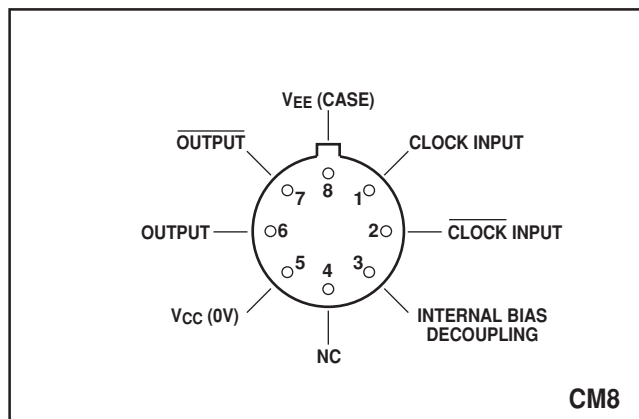 VEE (CASE)
OUTPUT
CLOCK INPUT
8
7
1
OUTPUT
6
2
CLOCK INPUT
5
4
3
VCC (0V)
INTERNAL BIAS
DECOUPLING
NC
CM8